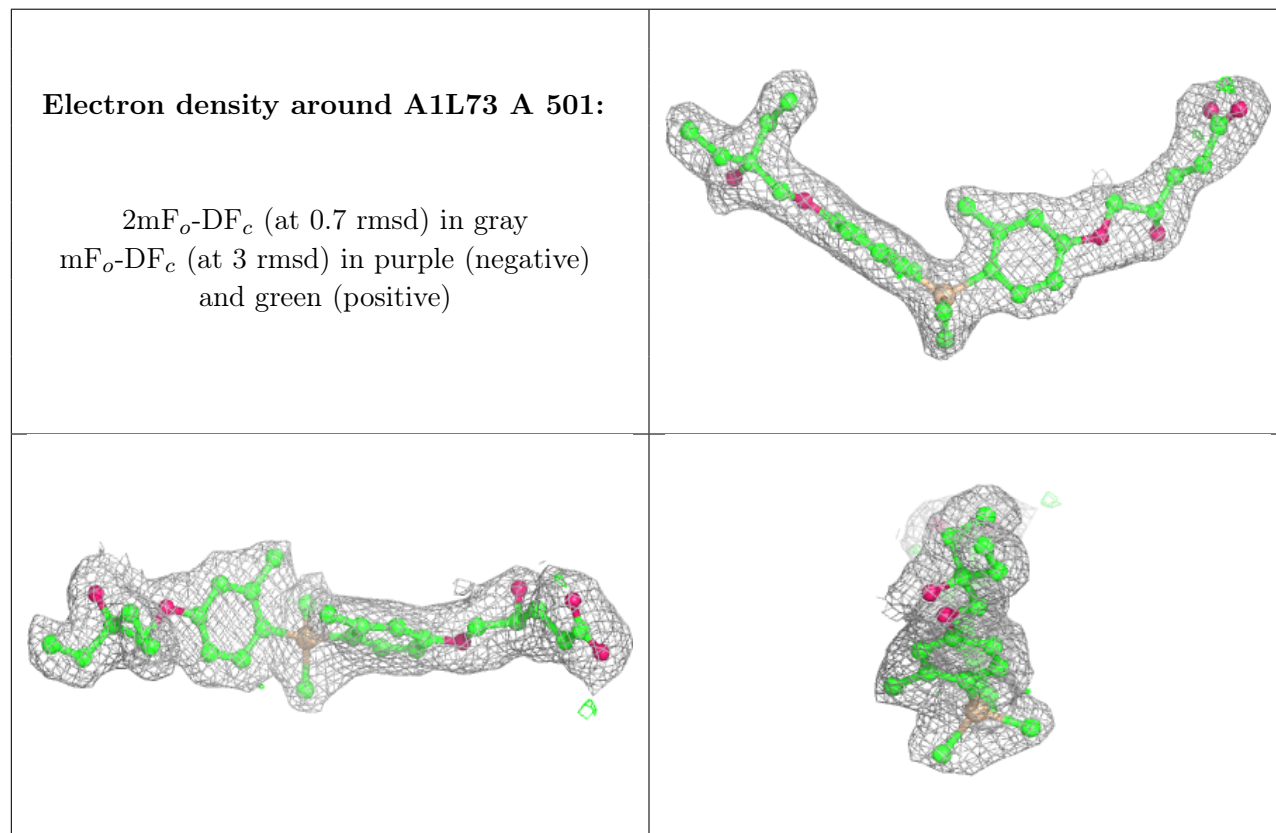 Electron density around A1L73 A 501:
2mFo-DFc (at 0.7 rmsd) in gray
mFo-DFc (at 3 rmsd) in purple (negative)
and green (positive)